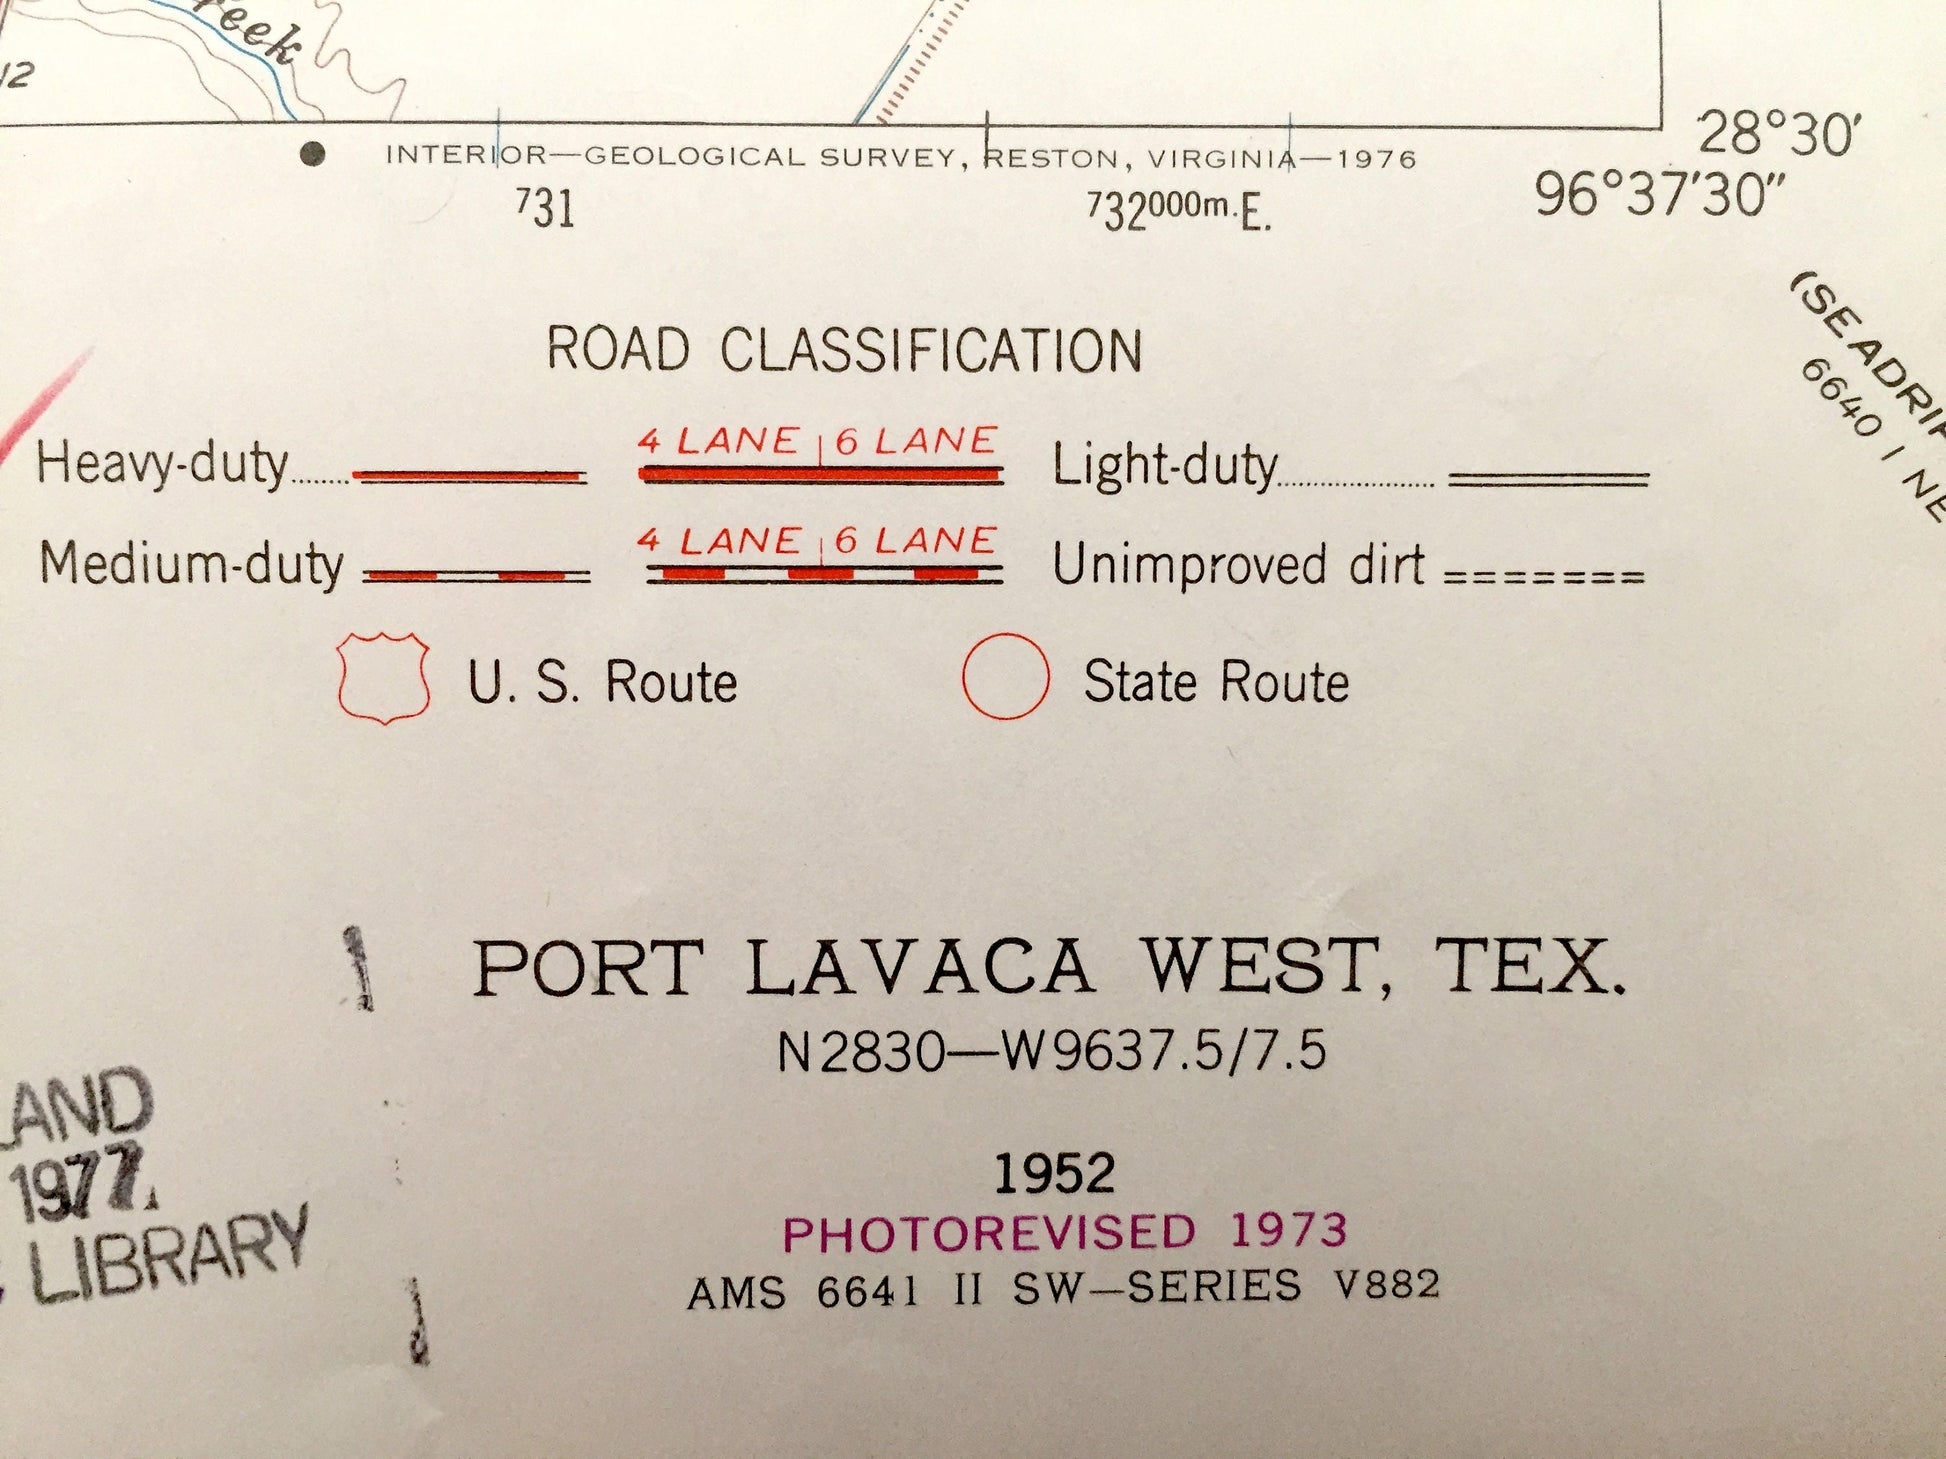 12
INTERIOR—GEOLOGICAL SURVEY, RESTON, VIRGINIA—1976
28°30′
731
732000m.E.
96°37′30″
6640 I NE
ROAD CLASSIFICATION
Heavy-duty
4 LANE | 6 LANE
Light-duty
Medium-duty
4 LANE | 6 LANE
Unimproved dirt
U. S. Route
State Route
PORT LAVACA WEST, TEX.
N2830—W9637.5/7.5
1952
PHOTOREVISED 1973
AMS 6641 II SW—SERIES V882
AND
1977
LIBRARY